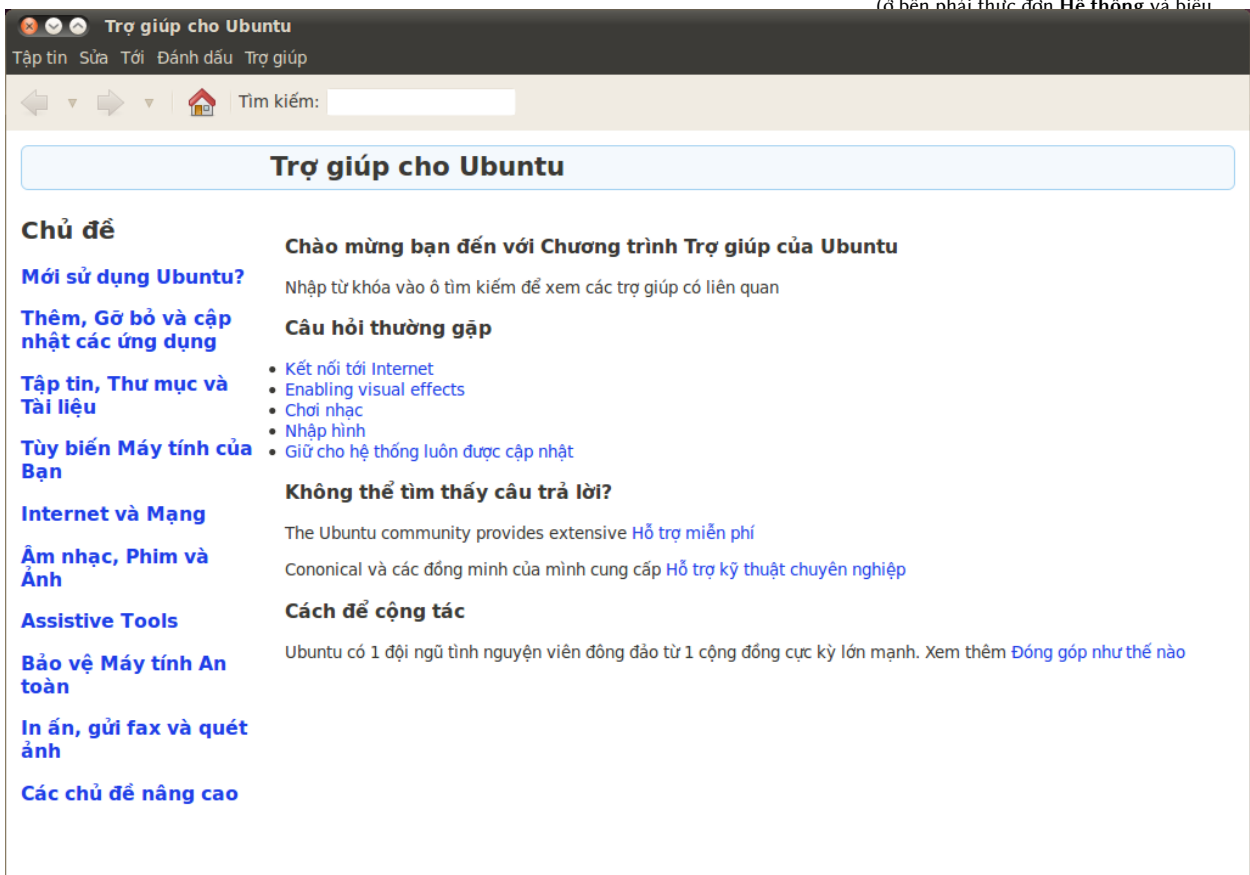 (ở bên phải thực đơn Hệ thống và biểu
Trợ giúp cho Ubuntu
Tập tin Sửa Tới Đánh dấu Trợ giúp
Tìm kiếm:
Trợ giúp cho Ubuntu
Chủ đề
Mới sử dụng Ubuntu?
Thêm, Gỡ bỏ và cập
nhật các ứng dụng
Tập tin, Thư mục và
Tài liệu
Tùy biến Máy tính của
Bạn
Internet và Mạng
Âm nhạc, Phim và
Ảnh
Assistive Tools
Bảo vệ Máy tính An
toàn
In ấn, gửi fax và quét
ảnh
Các chủ đề nâng cao
Chào mừng bạn đến với Chương trình Trợ giúp của Ubuntu
Nhập từ khóa vào ô tìm kiếm để xem các trợ giúp có liên quan
Câu hỏi thường gặp
Kết nối tới Internet
Enabling visual effects
Chơi nhạc
Nhập hình
Giữ cho hệ thống luôn được cập nhật
Không thể tìm thấy câu trả lời?
The Ubuntu community provides extensive Hỗ trợ miễn phí
Cononical và các đồng minh của mình cung cấp Hỗ trợ kỹ thuật chuyên nghiệp
Cách để cộng tác
Ubuntu có 1 đội ngũ tình nguyện viên đông đảo từ 1 cộng đồng cực kỳ lớn mạnh. Xem thêm Đóng góp như thế nào